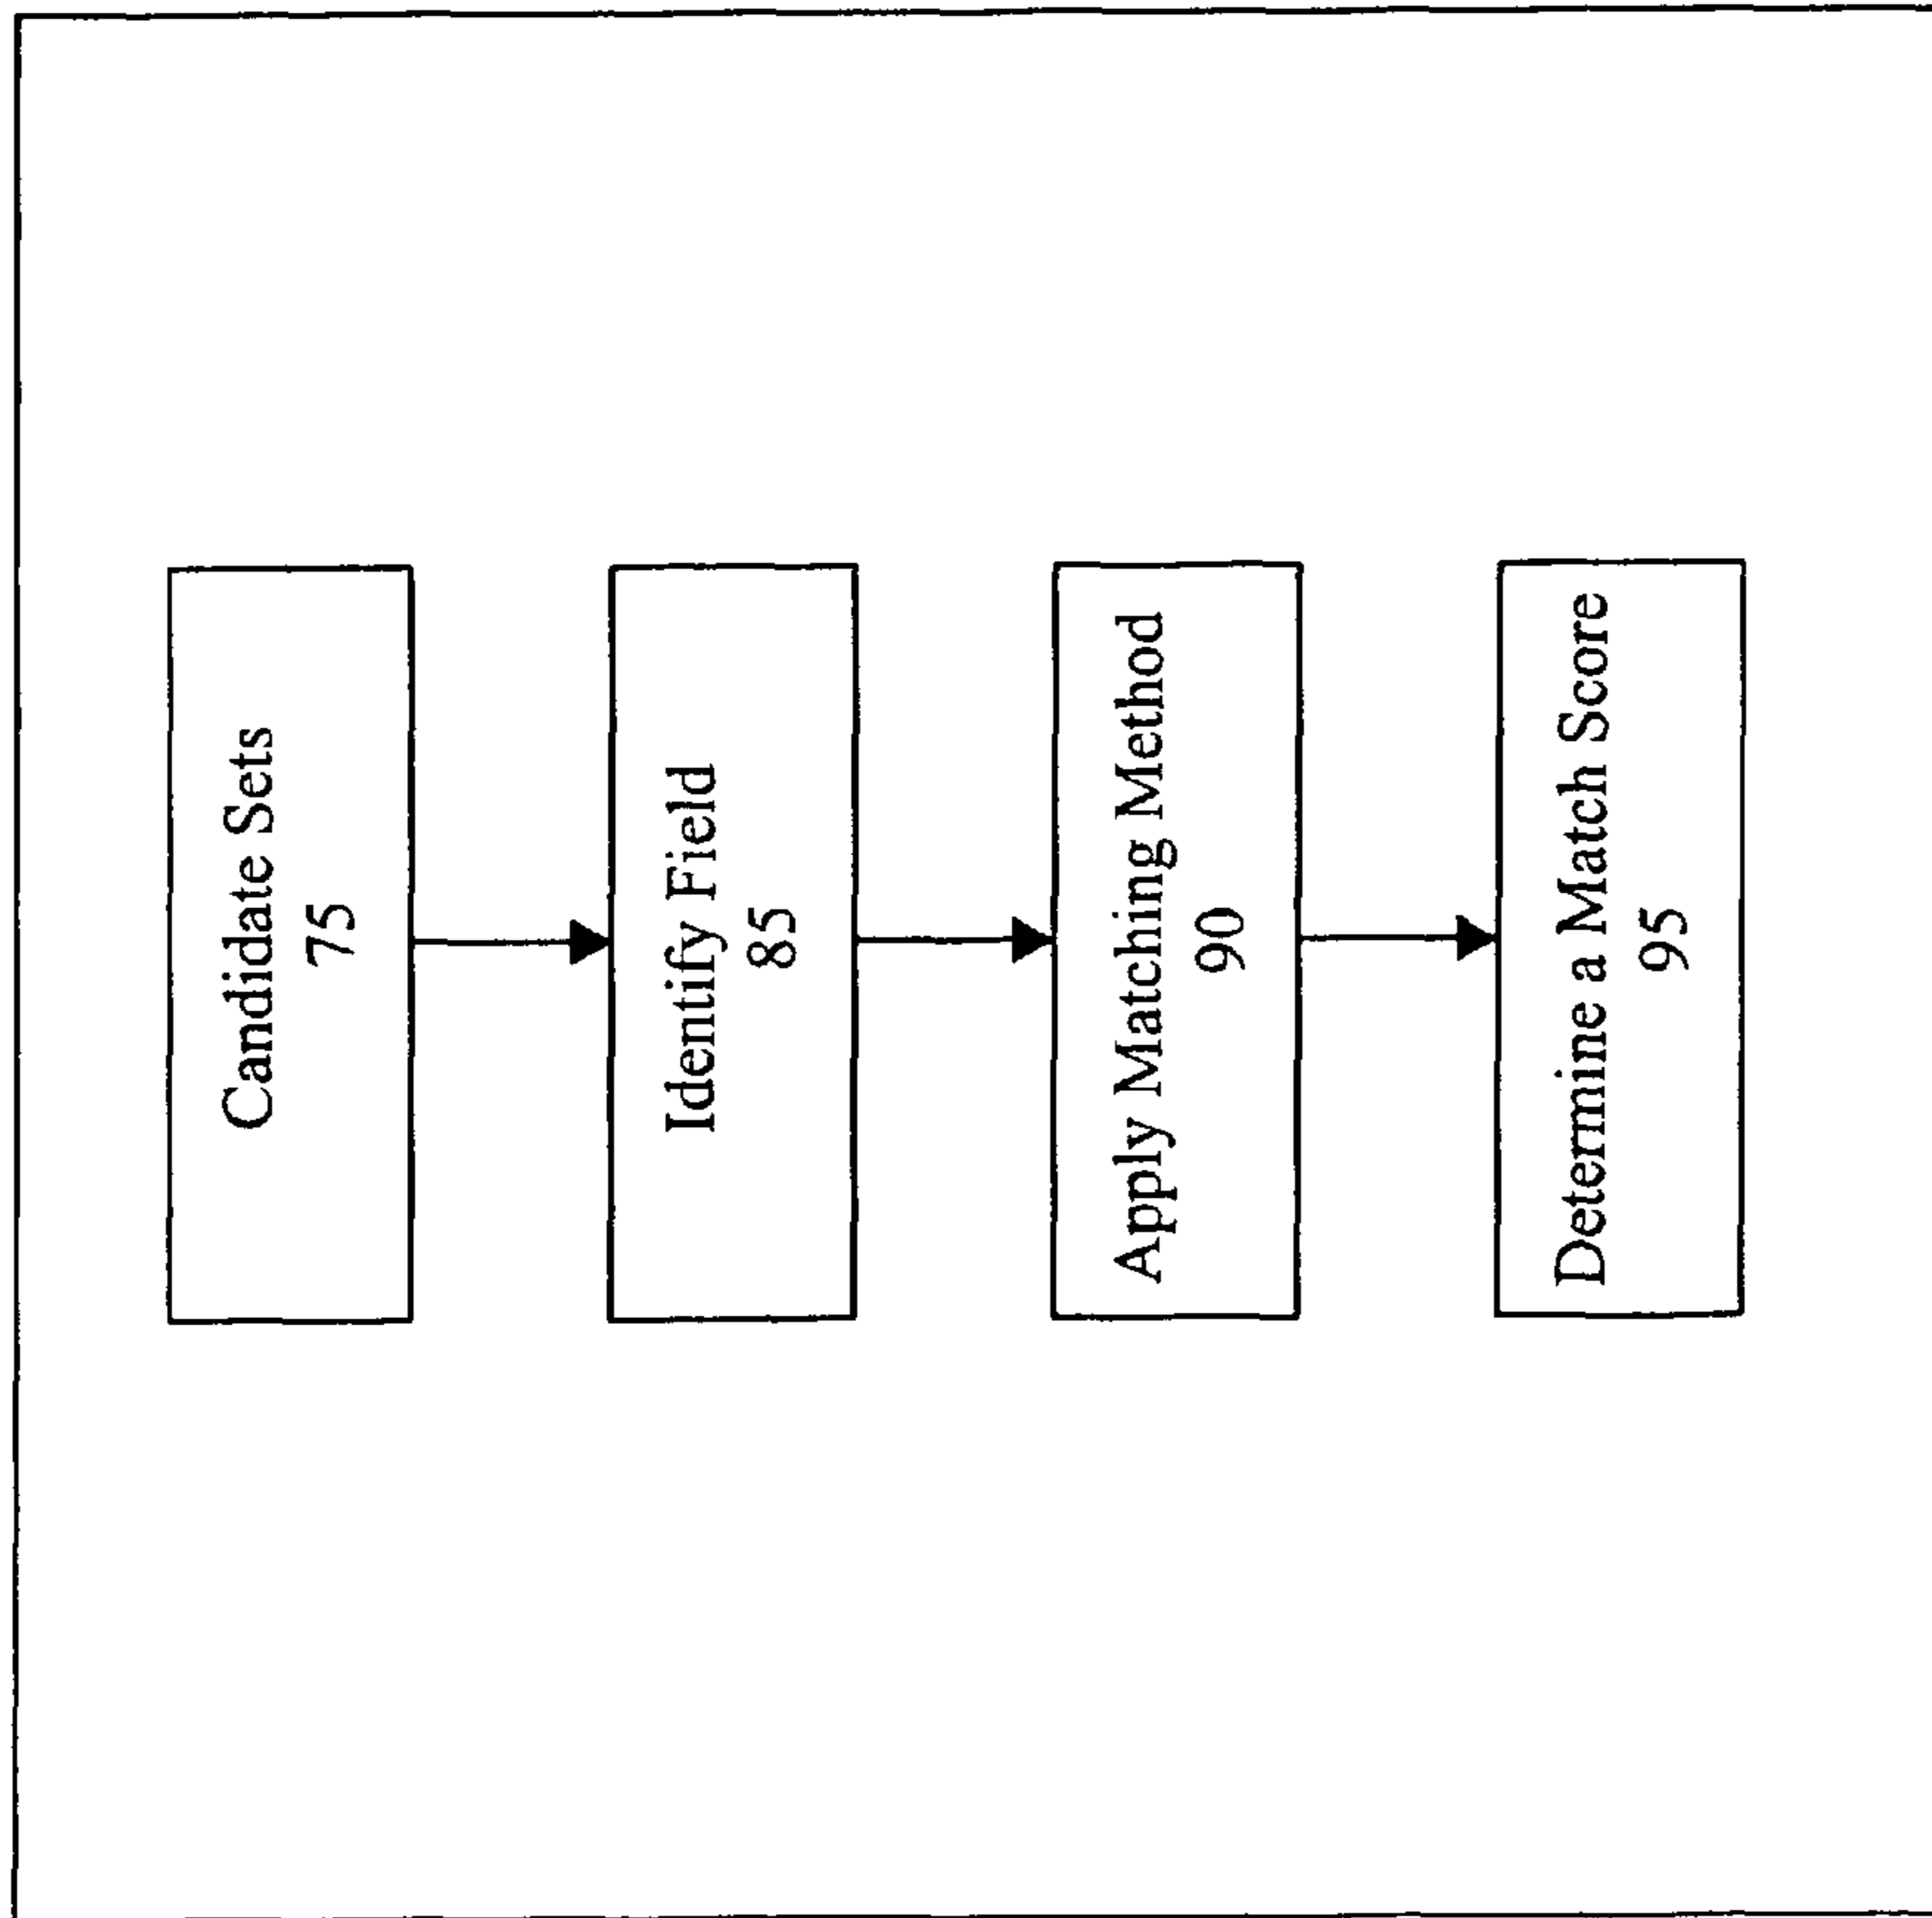 Candidate Sets
75
Identify Field
85
Apply Matching Method
90
Determine a Match Score
95